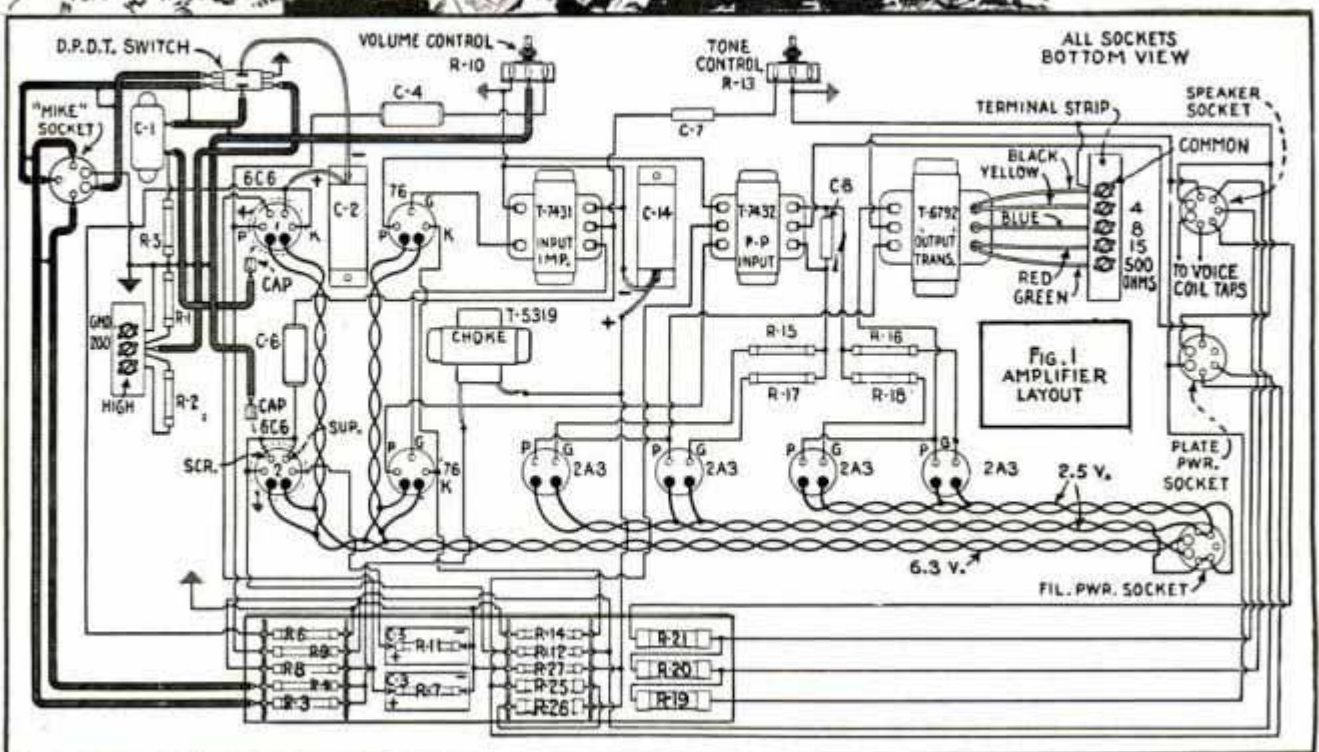 D.P.D.T. SWITCH
VOLUME CONTROL
R-10
TONE
CONTROL
R-13
ALL SOCKETS
BOTTOM VIEW
"MIKE"
SOCKET
C-1
C-4
C-7
TERMINAL STRIP
SPEAKER
SOCKET
COMMON
BLACK
YELLOW
BLUE
RED
GREEN
4
8
15
500
OHMS
TO VOICE
COIL TAPS
6C6
P
K
1
+
-
C-2
76
G
P
K
T-7431
INPUT
IMP.
C-14
-
+
T-7432
P-P
INPUT
C-8
T-6792
OUTPUT
TRANS.
R-3
R-1
CAP
GND
200
HIGH
R-2
C-6
T-5319
CHOKE
R-15
R-16
R-17
R-18
FIG. 1
AMPLIFIER
LAYOUT
CAP
6C6
SUP.
SCR.
2
P
G
76
K
P
G
2A3
P
G
2A3
P
G
2A3
P
G
2A3
PLATE
PWR.
SOCKET
2.5 V.
6.3 V.
FIL. PWR. SOCKET
R-6
R-9
R-8
R-3
C-5
R-11
-
+
C-3
R-7
-
+
R-14
R-12
R-27
R-25
R-26
R-21
R-20
R-19